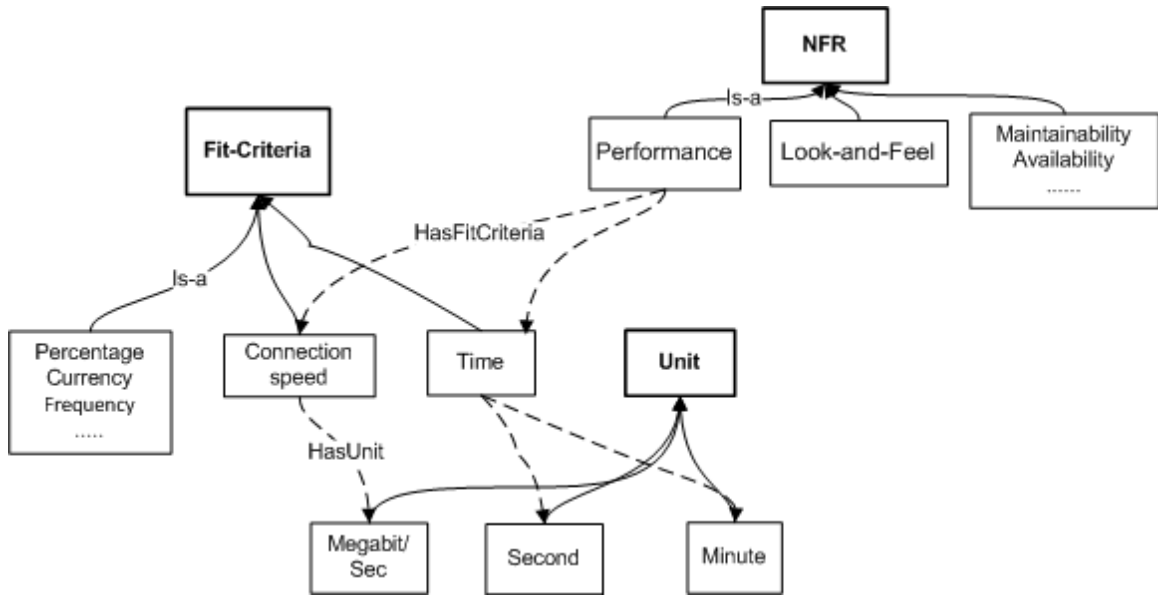 NFR
Is-a
Performance
Look-and-Feel
Maintainability
Availability
......
Fit-Criteria
HasFitCriteria
Is-a
Percentage
Currency
Frequency
.....
Connection
speed
Time
Unit
HasUnit
Megabit/
Sec
Second
Minute